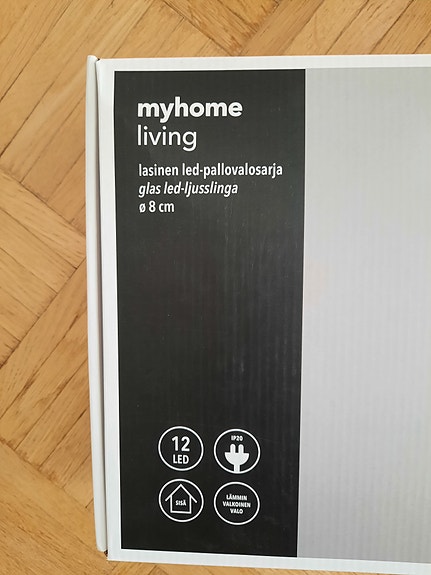 myhome
living
lasinen led-pallovalosarja
glas led-ljusslinga
ø 8 cm
12
LED
IP20
SISÄ
LÄMMIN
VALKOINEN
VALO